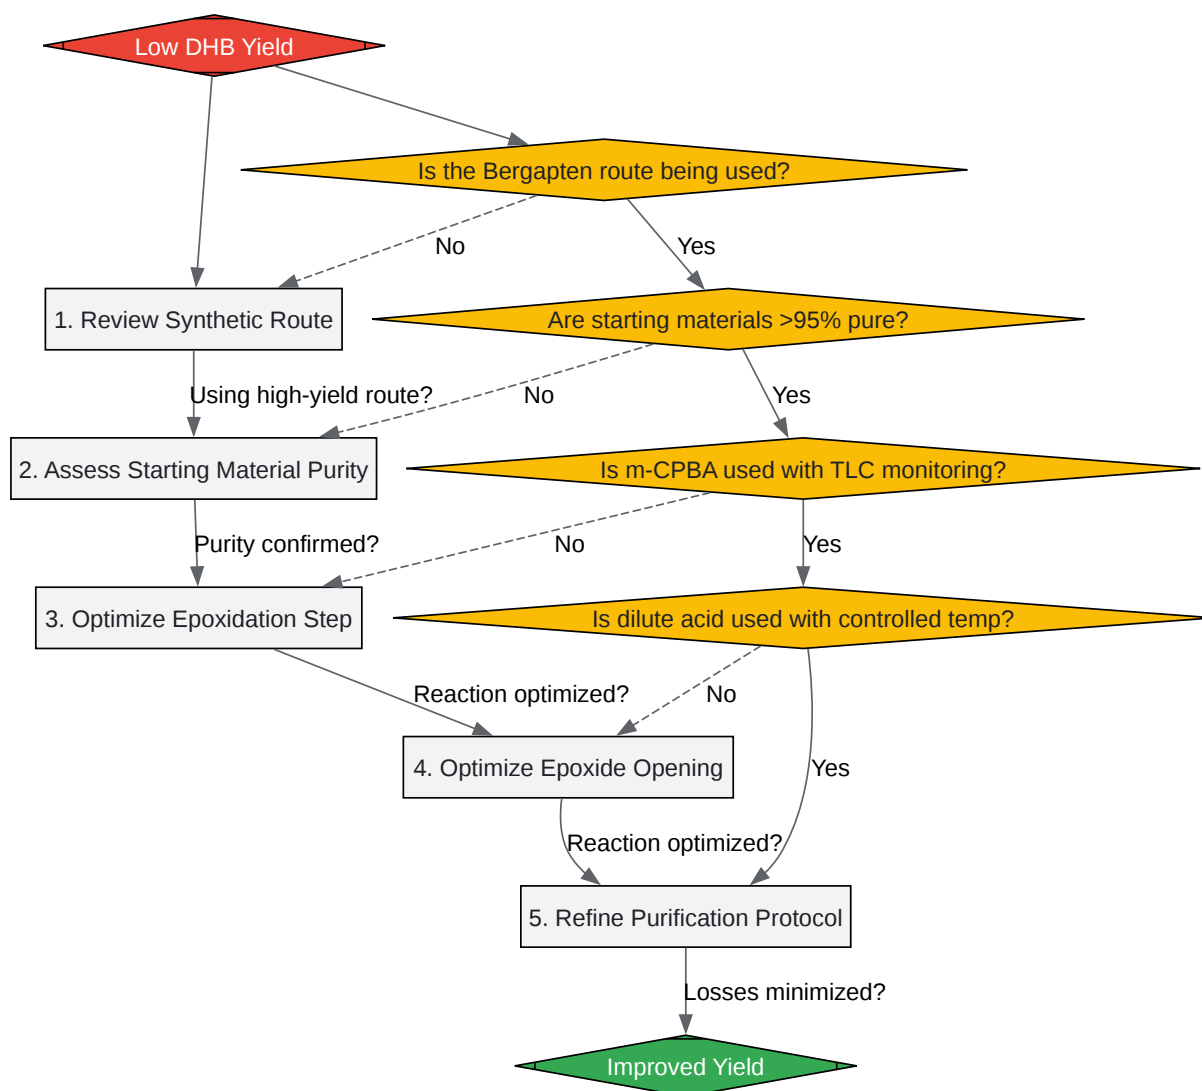 Low DHB Yield
Is the Bergapten route being used?
No
Yes
1. Review Synthetic Route
Are starting materials >95% pure?
Using high-yield route?
No
Yes
2. Assess Starting Material Purity
Is m-CPBA used with TLC monitoring?
Purity confirmed?
No
Yes
3. Optimize Epoxidation Step
Is dilute acid used with controlled temp?
Reaction optimized?
No
4. Optimize Epoxide Opening
Yes
Reaction optimized?
5. Refine Purification Protocol
Losses minimized?
Improved Yield